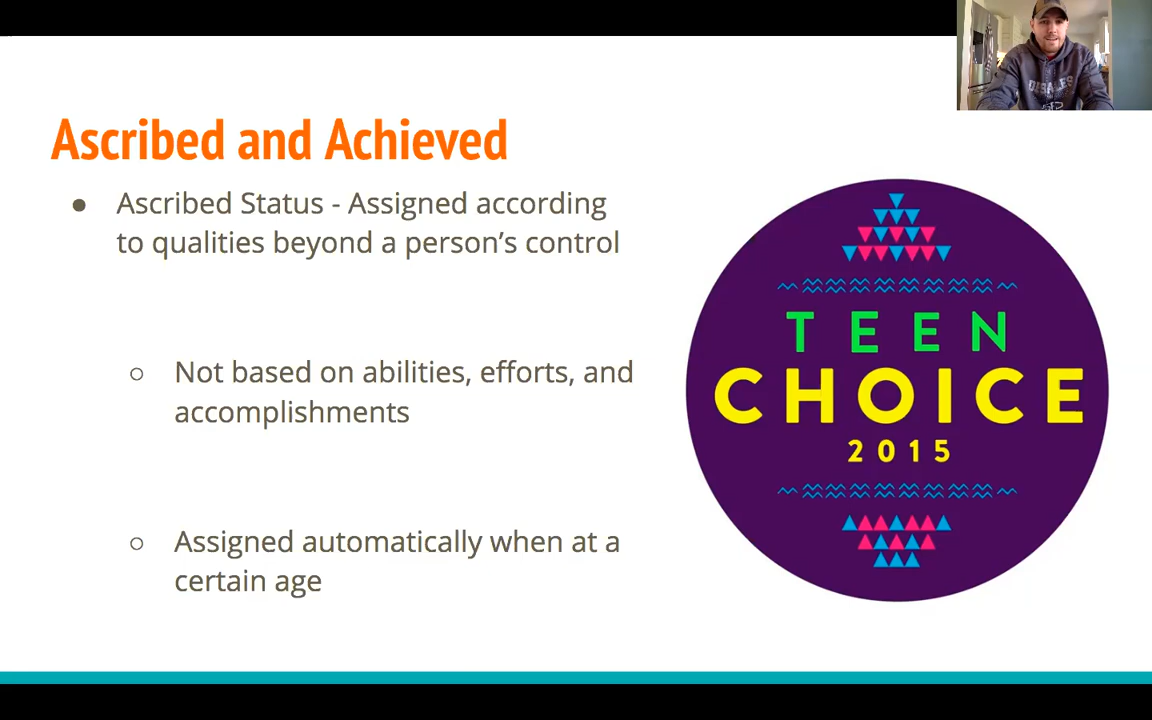 Ascribed and Achieved
● Ascribed Status - Assigned according
to qualities beyond a person's control
○ Not based on abilities, efforts, and
accomplishments
○ Assigned automatically when at a
certain age
TEEN
CHOICE
2015